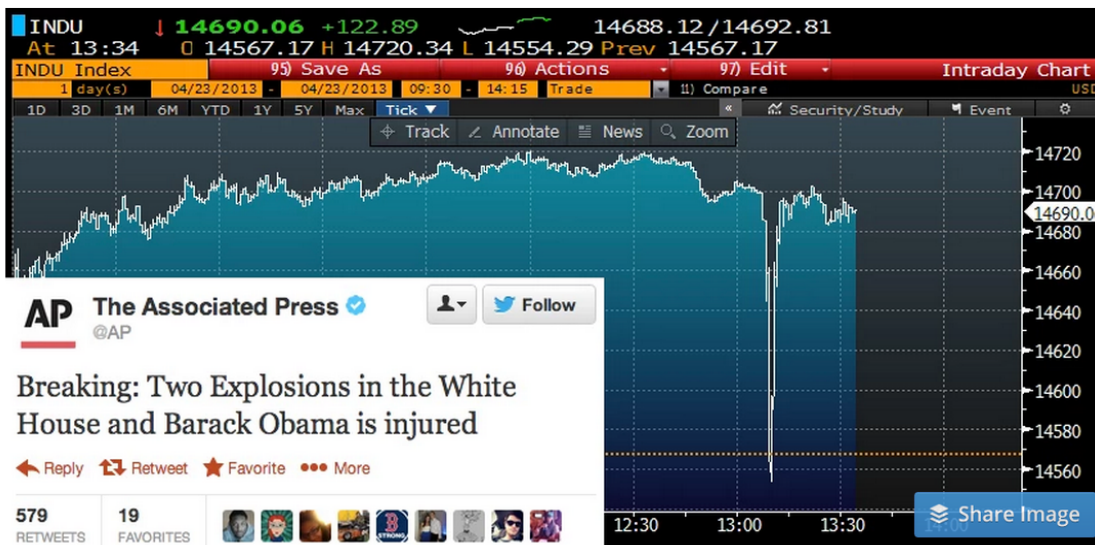 INDU ↓ 14690.06 +122.89 14688.12/14692.81
At 13:34 O 14567.17 H 14720.34 L 14554.29 Prev 14567.17
INDU Index 95) Save As 96) Actions 97) Edit Intraday Chart
1 day(s) 04/23/2013 - 04/23/2013 09:30 - 14:15 Trade 11) Compare USD
1D 3D 1M 6M YTD 1Y 5Y Max Tick ▼ « Security/Study Event
Track Annotate News Zoom
14720
14700
14690.0
14680
14660
14640
14620
14600
14580
14560
AP The Associated Press
@AP
Follow
Breaking: Two Explosions in the White
House and Barack Obama is injured
Reply Retweet Favorite More
579 19
RETWEETS FAVORITES
STRONG
12:30 13:00 13:30 14:00
Share Image